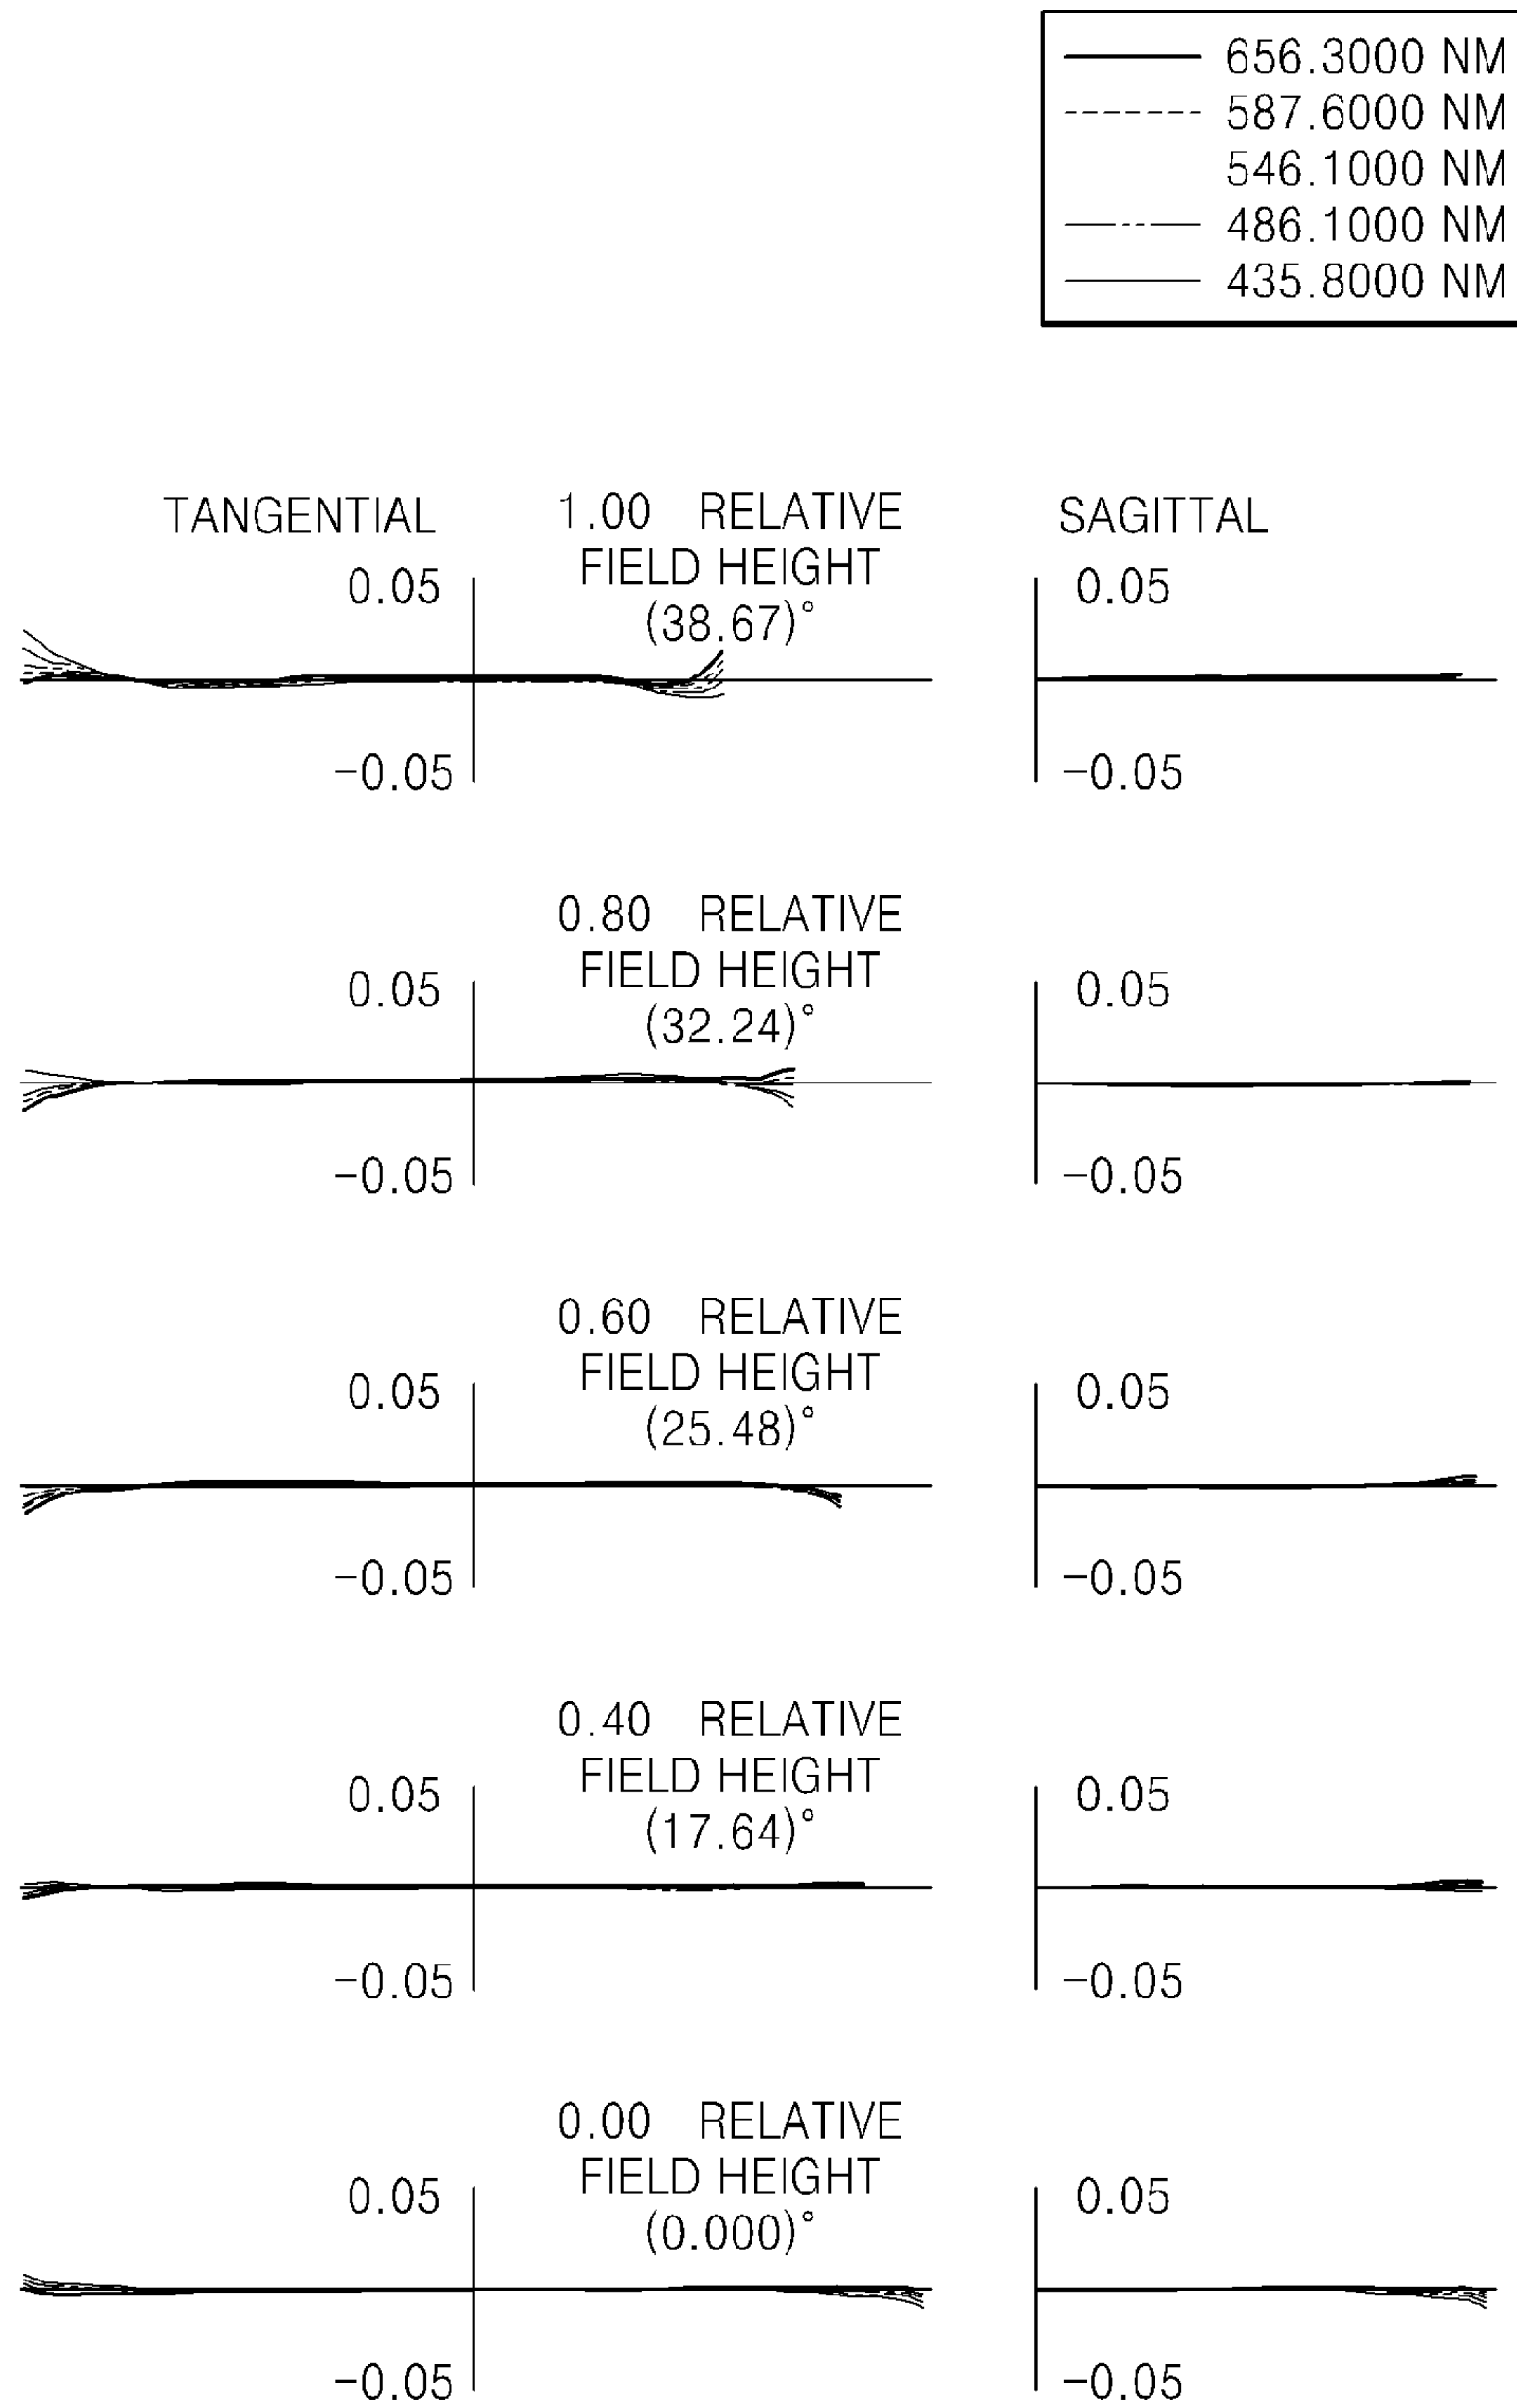 656.3000 NM
587.6000 NM
546.1000 NM
486.1000 NM
435.8000 NM
TANGENTIAL
1.00 RELATIVE
FIELD HEIGHT
(38.67)°
SAGITTAL
0.05
0.05
-0.05
-0.05
0.80 RELATIVE
FIELD HEIGHT
(32.24)°
0.05
0.05
-0.05
-0.05
0.60 RELATIVE
FIELD HEIGHT
(25.48)°
0.05
0.05
-0.05
-0.05
0.40 RELATIVE
FIELD HEIGHT
(17.64)°
0.05
0.05
-0.05
-0.05
0.00 RELATIVE
FIELD HEIGHT
(0.000)°
0.05
0.05
-0.05
-0.05